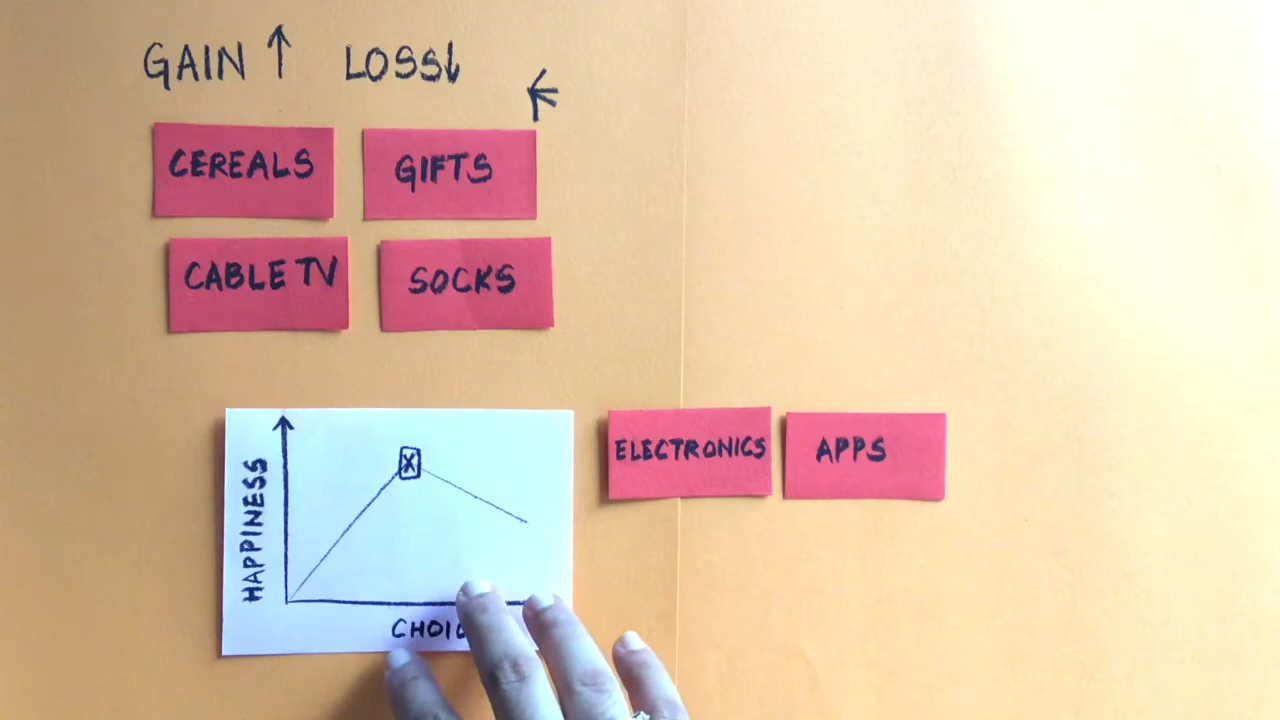 GAIN ↑ LOSS↓
←
CEREALS GIFTS
CABLE TV SOCKS
HAPPINESS
X
ELECTRONICS APPS